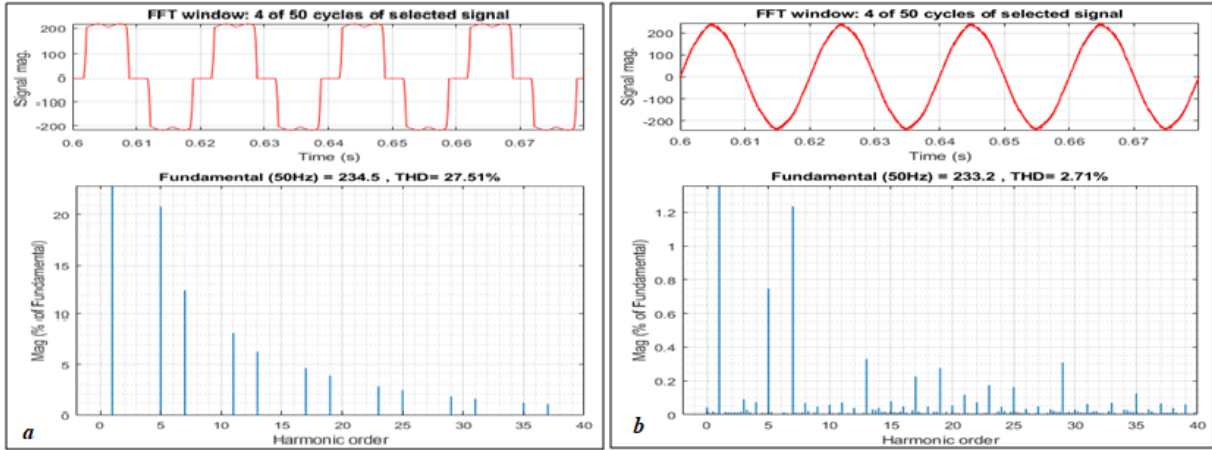 FFT window: 4 of 50 cycles of selected signal
Signal mag.
200
100
0
-100
-200
0.6 0.61 0.62 0.63 0.64 0.65 0.66 0.67
Time (s)
Fundamental (50Hz) = 234.5 , THD= 27.51%
Mag (% of Fundamental)
20
15
10
5
0
0 5 10 15 20 25 30 35 40
Harmonic order
a
FFT window: 4 of 50 cycles of selected signal
Signal mag.
200
100
0
-100
-200
0.6 0.61 0.62 0.63 0.64 0.65 0.66 0.67
Time (s)
Fundamental (50Hz) = 233.2 , THD= 2.71%
Mag (% of Fundamental)
1.2
1
0.8
0.6
0.4
0.2
0
0 5 10 15 20 25 30 35 40
Harmonic order
b